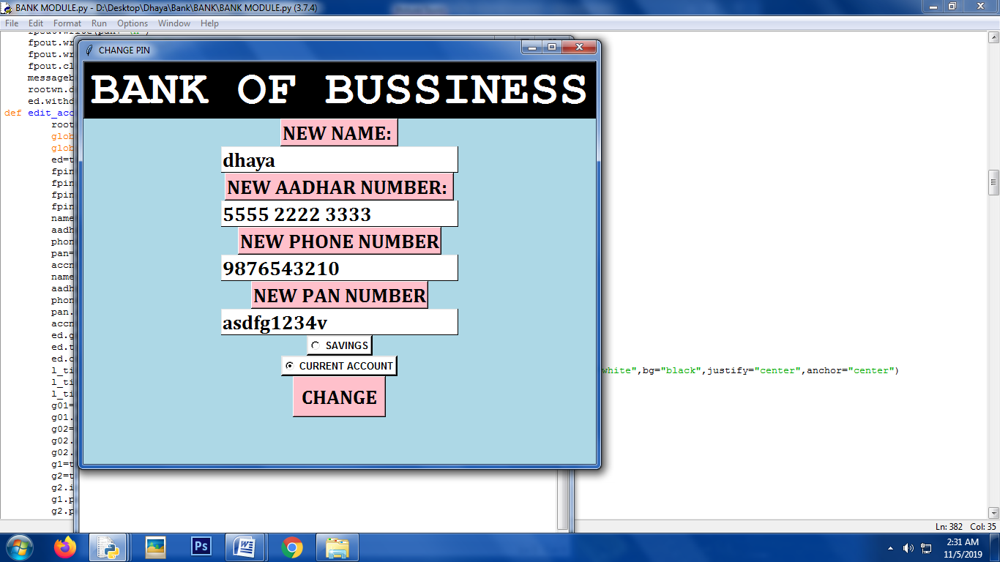 BANK MODULE.py - D:\Desktop\Dhaya\Bank\BANK\BANK MODULE.py (3.7.4)
File Edit Format Run Options Window Help
fpout.wr
fpout.wr
fpout.cl
messageb
rootwn.d
ed.withd
def edit_acc
root
glob
glob
ed=t
fpin
fpin
fpin
fpin
name
aadh
phon
pan=
accn
name
aadh
phon
pan.
accn
ed.g
ed.t
ed.c
l_ti white",bg="black",justify="center",anchor="center")
l_ti
l_ti
g01=
g01.
g02=
g02.
g02.
g1=t
g2=t
g2.i
g1.p
g2.p
CHANGE PIN
BANK OF BUSSINESS
NEW NAME:
dhaya
NEW AADHAR NUMBER:
5555 2222 3333
NEW PHONE NUMBER
9876543210
NEW PAN NUMBER
asdfg1234v
SAVINGS
CURRENT ACCOUNT
CHANGE
Ln: 382 Col: 35
Ps
2:31 AM
11/5/2019